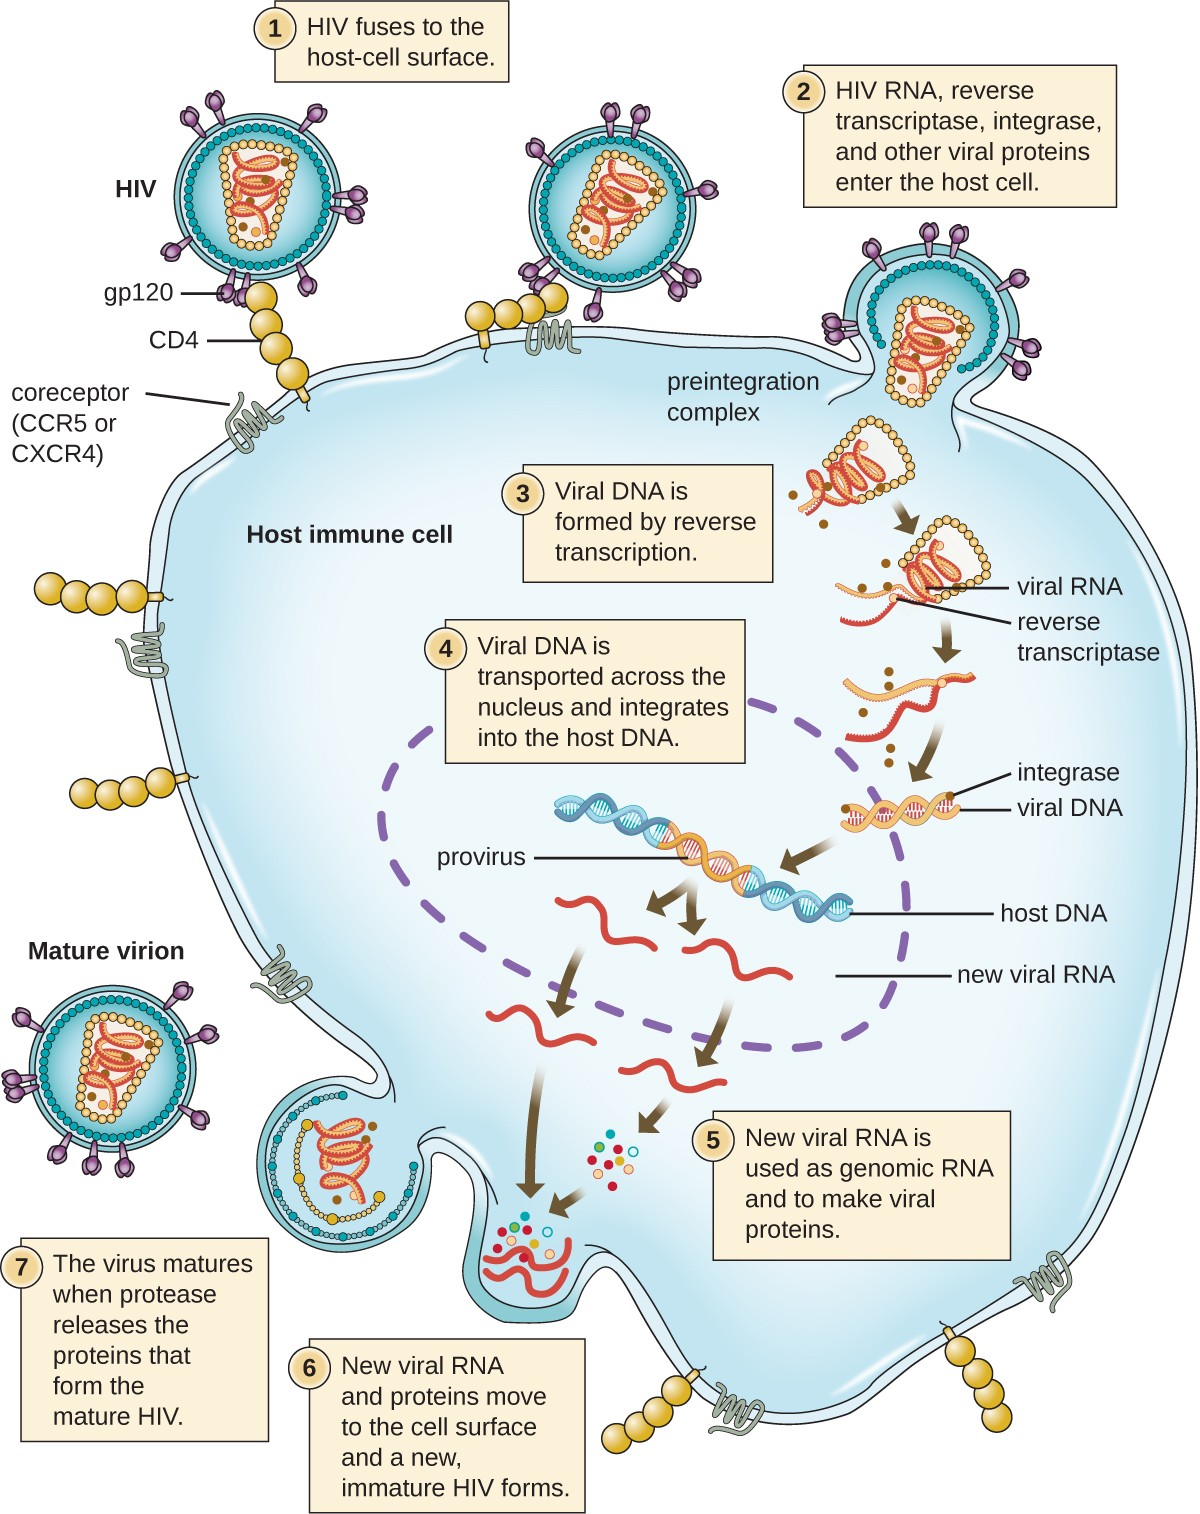 1
HIV fuses to the
host-cell surface.
2
HIV RNA, reverse
transcriptase, integrase,
and other viral proteins
enter the host cell.
HIV
gp120
CD4
coreceptor
(CCR5 or
CXCR4)
preintegration
complex
3
Viral DNA is
formed by reverse
transcription.
Host immune cell
viral RNA
reverse
transcriptase
4
Viral DNA is
transported across the
nucleus and integrates
into the host DNA.
integrase
viral DNA
provirus
host DNA
new viral RNA
Mature virion
5
New viral RNA is
used as genomic RNA
and to make viral
proteins.
7
The virus matures
when protease
releases the
proteins that
form the
mature HIV.
6
New viral RNA
and proteins move
to the cell surface
and a new,
immature HIV forms.